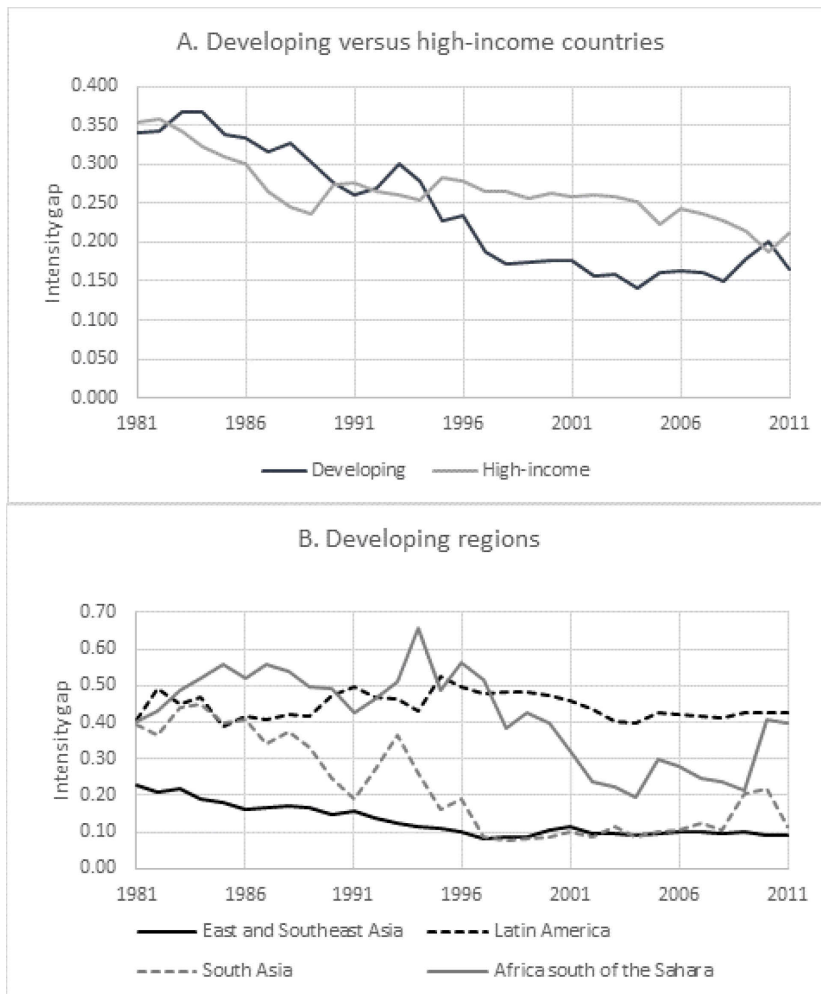 A. Developing versus high-income countries
0.400
0.350
0.300
0.250
0.200
0.150
0.100
0.050
0.000
Intensity gap
1981 1986 1991 1996 2001 2006 2011
Developing High-income
B. Developing regions
0.70
0.60
0.50
0.40
0.30
0.20
0.10
0.00
Intensity gap
1981 1986 1991 1996 2001 2006 2011
East and Southeast Asia Latin America
South Asia Africa south of the Sahara